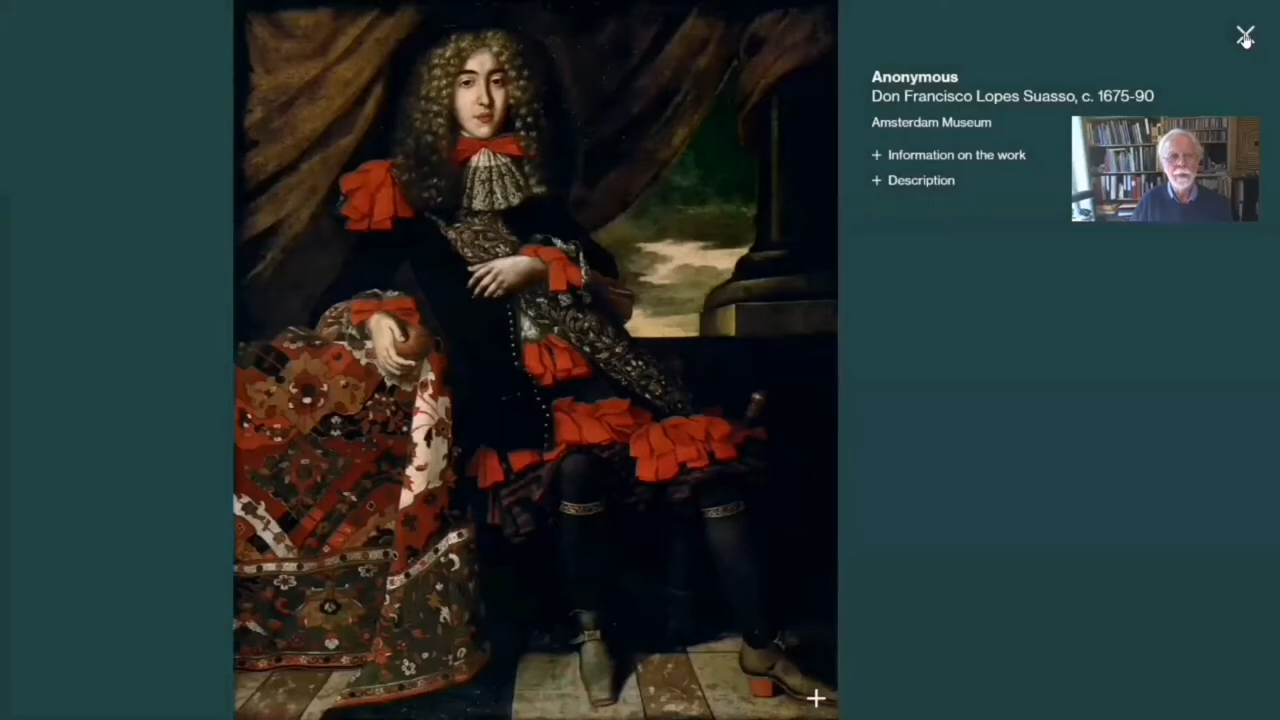 Anonymous
Don Francisco Lopes Suasso, c. 1675-90
Amsterdam Museum
+ Information on the work
+ Description